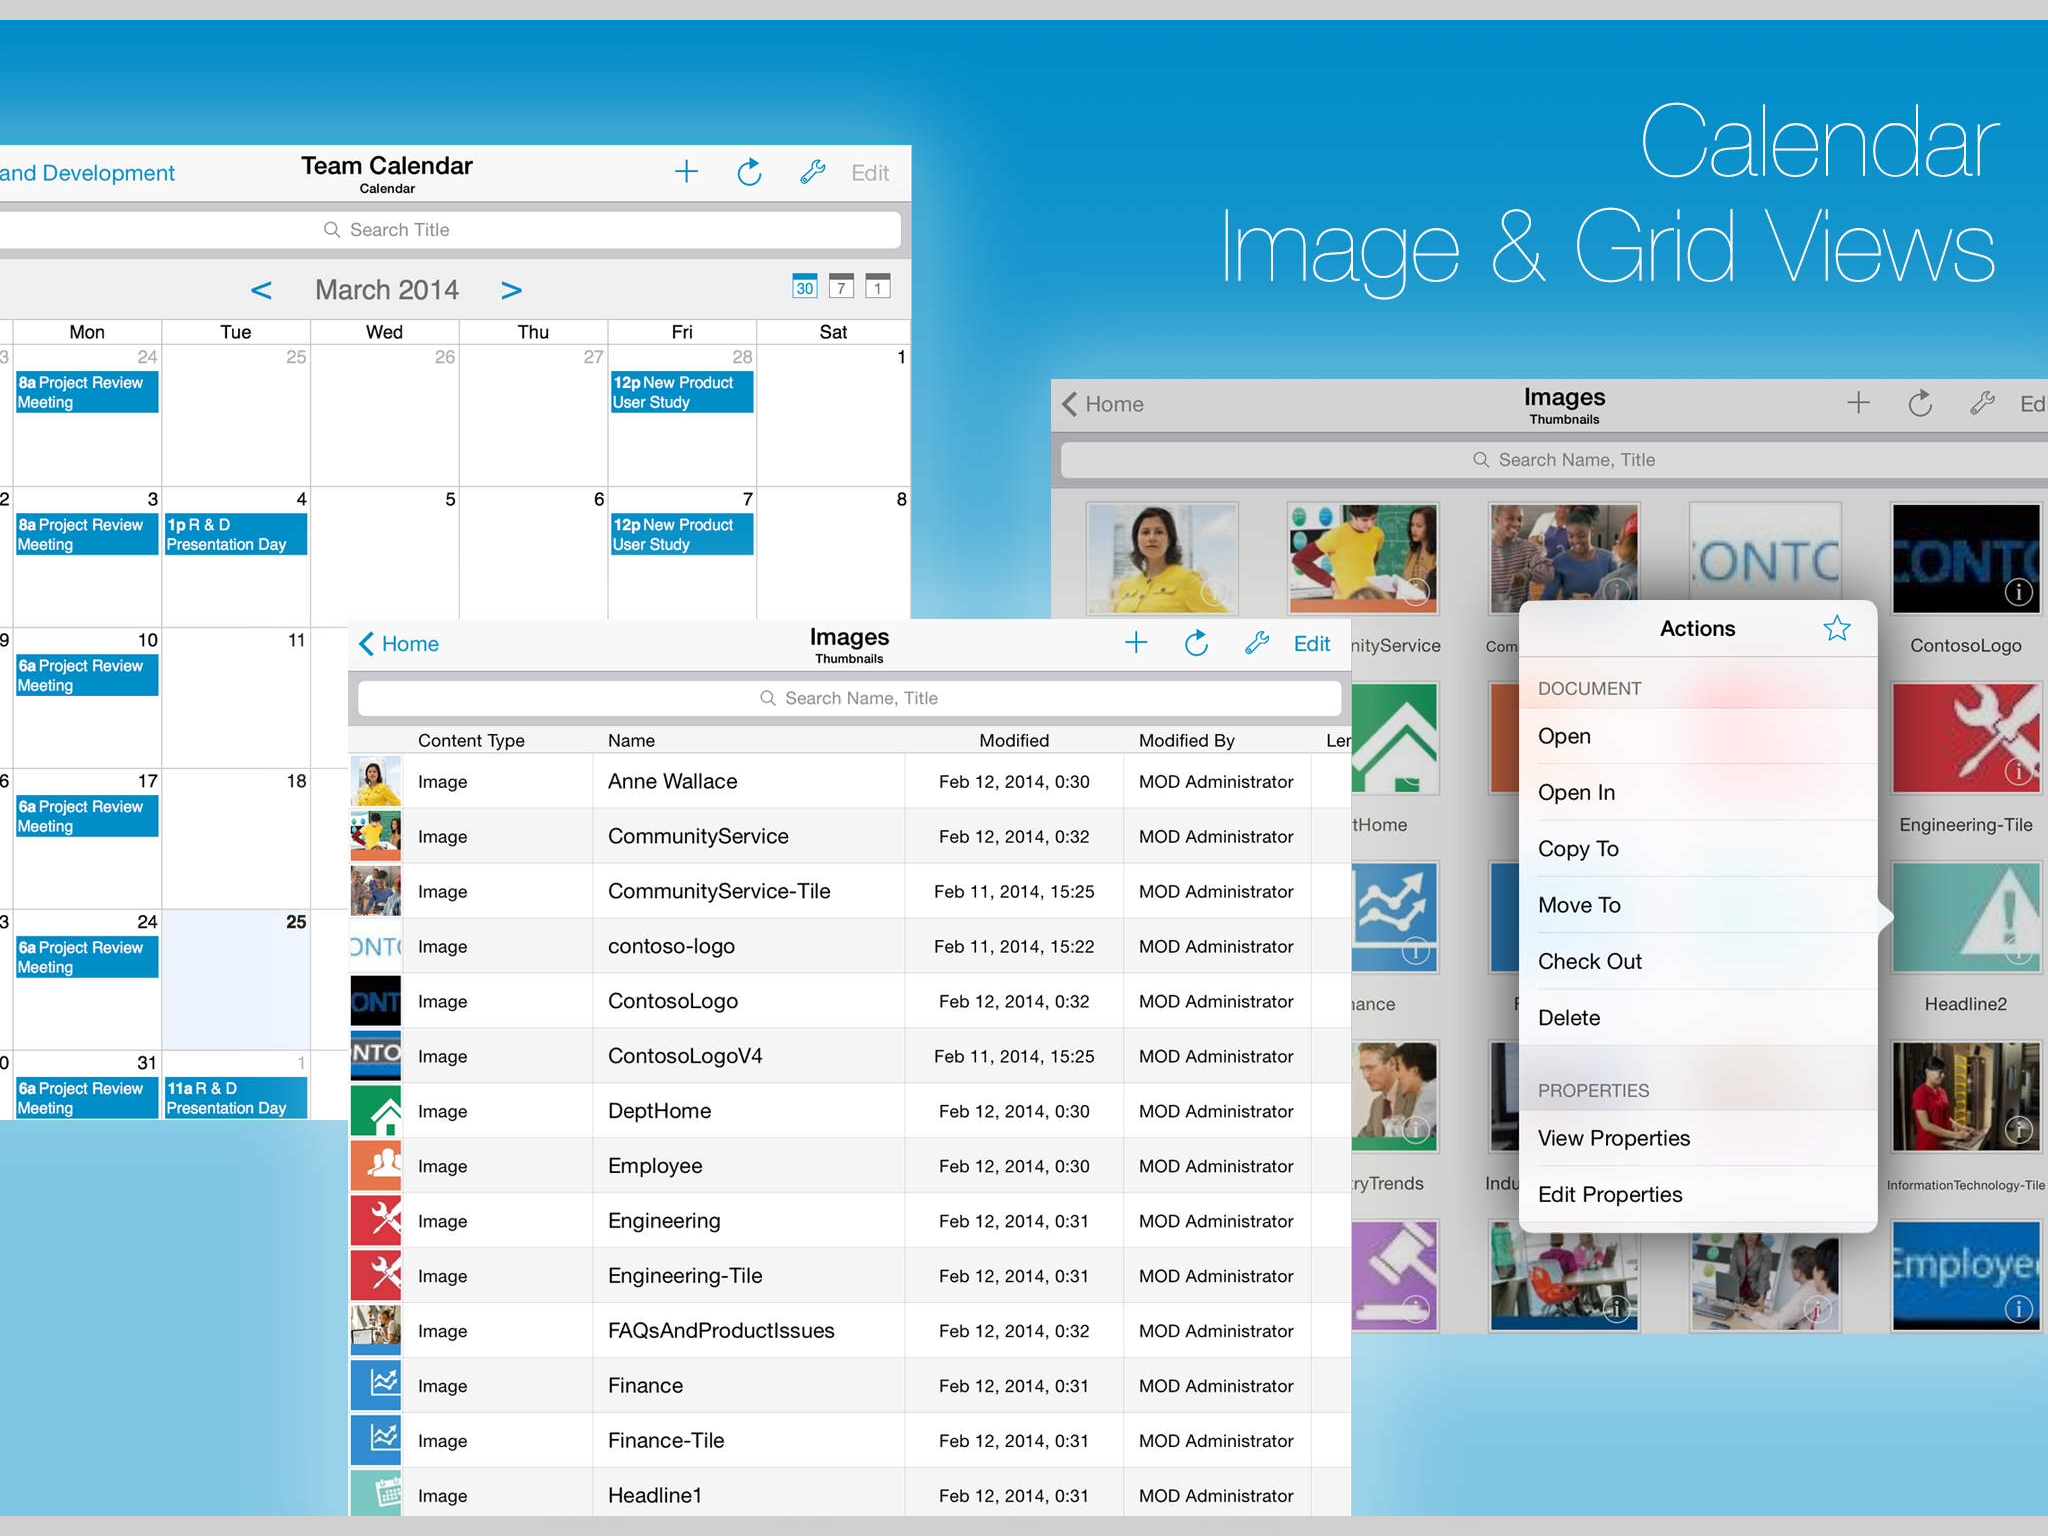 Calendar
Image & Grid Views
and Development
Team Calendar
Calendar
Edit
Search Title
< March 2014 >
30 7 1
Mon Tue Wed Thu Fri Sat
3 24 25 26 27 28 1
8a Project Review
Meeting
12p New Product
User Study
2 3 4 5 6 7 8
8a Project Review
Meeting
1p R & D
Presentation Day
12p New Product
User Study
9 10 11
6a Project Review
Meeting
6 17 18
6a Project Review
Meeting
3 24 25
6a Project Review
Meeting
0 31 1
6a Project Review
Meeting
11a R & D
Presentation Day
Home
Images
Thumbnails
Edit
Search Name, Title
Content Type Name Modified Modified By Ler
Image Anne Wallace Feb 12, 2014, 0:30 MOD Administrator
Image CommunityService Feb 12, 2014, 0:32 MOD Administrator
Image CommunityService-Tile Feb 11, 2014, 15:25 MOD Administrator
ONT Image contoso-logo Feb 11, 2014, 15:22 MOD Administrator
ONT Image ContosoLogo Feb 12, 2014, 0:32 MOD Administrator
NTO Image ContosoLogoV4 Feb 11, 2014, 15:25 MOD Administrator
Image DeptHome Feb 12, 2014, 0:30 MOD Administrator
Image Employee Feb 12, 2014, 0:30 MOD Administrator
Image Engineering Feb 12, 2014, 0:31 MOD Administrator
Image Engineering-Tile Feb 12, 2014, 0:31 MOD Administrator
Image FAQsAndProductIssues Feb 12, 2014, 0:32 MOD Administrator
Image Finance Feb 12, 2014, 0:31 MOD Administrator
Image Finance-Tile Feb 12, 2014, 0:31 MOD Administrator
Image Headline1 Feb 12, 2014, 0:31 MOD Administrator
Home
Images
Thumbnails
Ed
Search Name, Title
CONTO
CONTO
nityService
Com
ContosoLogo
tHome
Engineering-Tile
nance
F
Headline2
ryTrends
Indu
InformationTechnology-Tile
Employe
Actions
DOCUMENT
Open
Open In
Copy To
Move To
Check Out
Delete
PROPERTIES
View Properties
Edit Properties